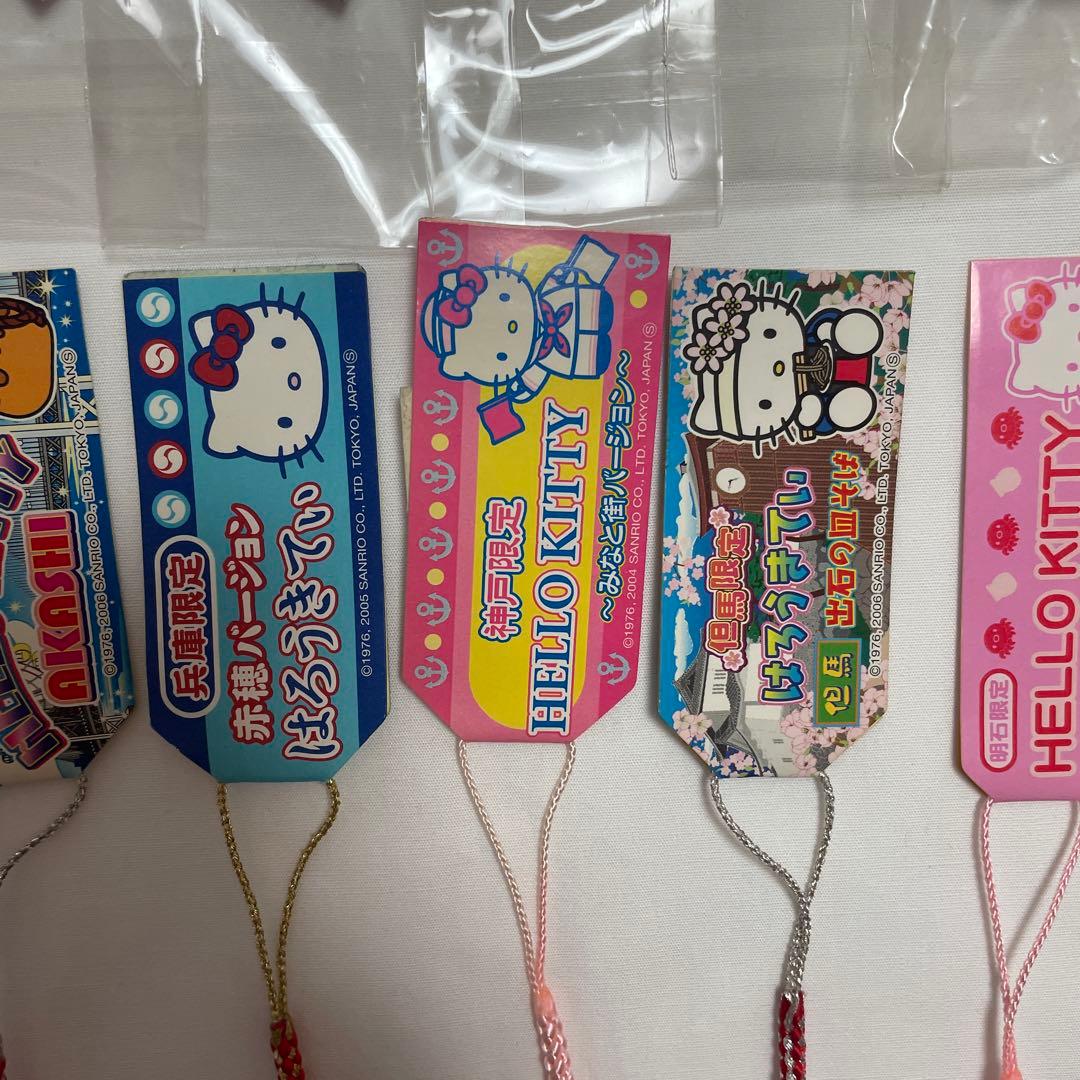 AKASHI
©1976, 2006 SANRIO CO., LTD. TOKYO, JAPAN Ⓢ
兵庫限定
赤穂バージョン
はろうきてぃ
©1976, 2005 SANRIO CO., LTD. TOKYO, JAPAN Ⓢ
神戸限定
HELLO KITTY
～みなと街バージョン～
©1976, 2004 SANRIO CO., LTD. TOKYO, JAPAN Ⓢ
但馬限定
はろうきてぃ
但馬
出石の皿そば
©1976, 2006 SANRIO CO., LTD. TOKYO, JAPAN Ⓢ
明石限定
HELLO KITTY